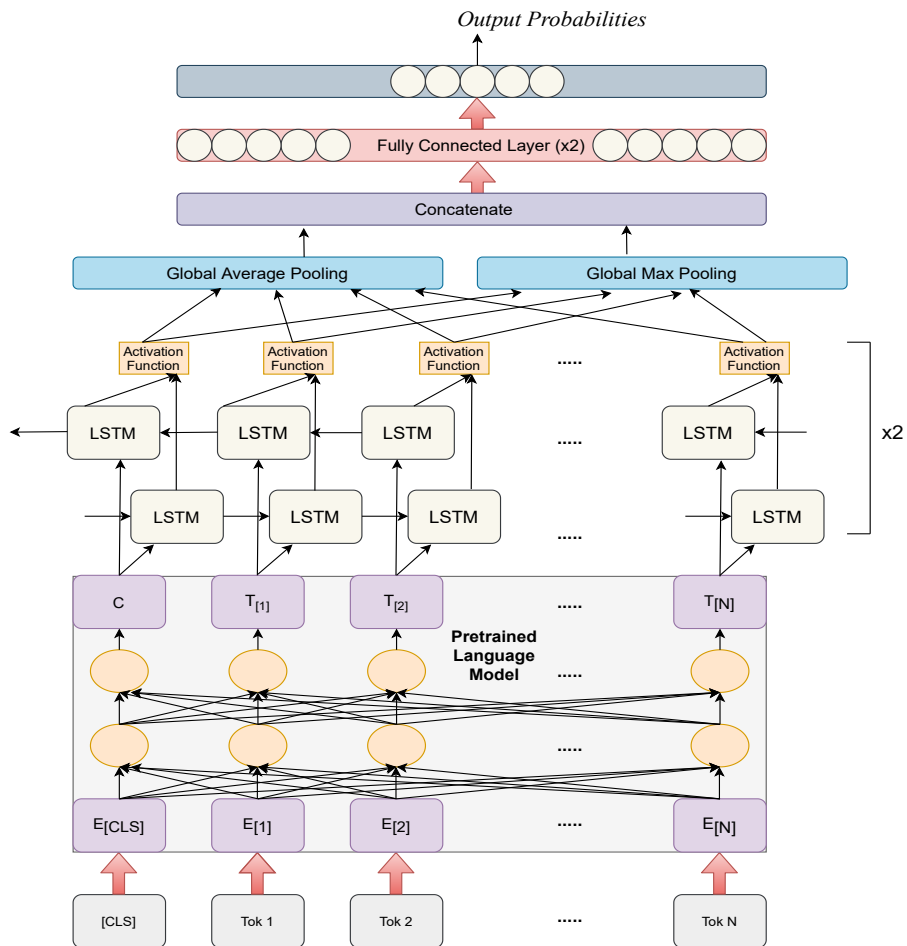 Output Probabilities
Fully Connected Layer (x2)
Concatenate
Global Average Pooling
Global Max Pooling
Activation
Function
Activation
Function
Activation
Function
.....
Activation
Function
LSTM
LSTM
LSTM
.....
LSTM
x2
LSTM
LSTM
LSTM
.....
LSTM
C
T[1]
T[2]
.....
T[N]
Pretrained
Language
Model
.....
.....
E[CLS]
E[1]
E[2]
.....
E[N]
[CLS]
Tok 1
Tok 2
.....
Tok N